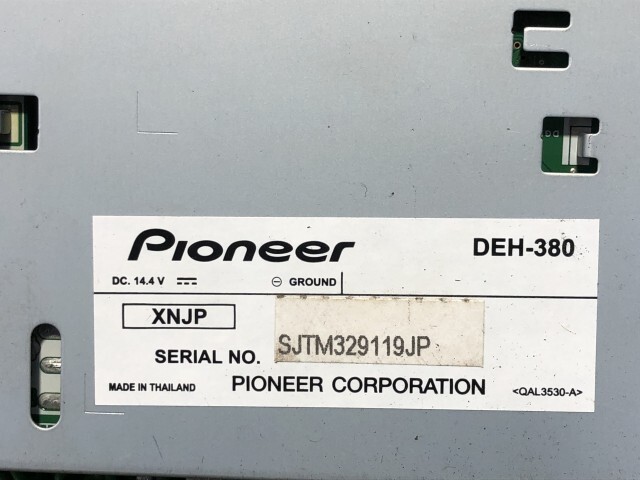 Pioneer DEH-380
DC. 14.4 V ⎓ ⊖ GROUND
XNJP
SERIAL NO. SJTM329119JP
MADE IN THAILAND PIONEER CORPORATION <QAL3530-A>